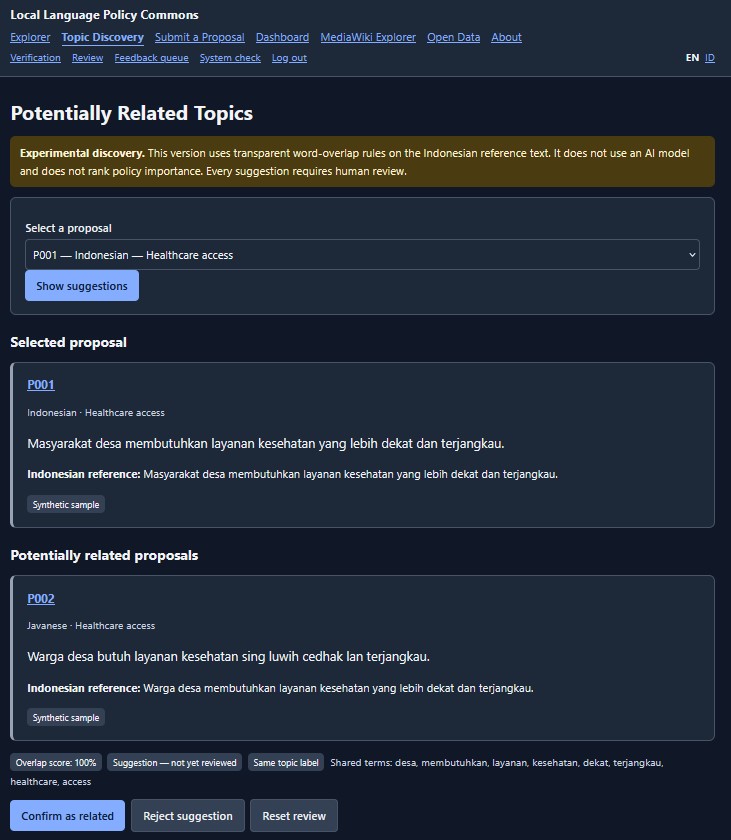 Local Language Policy Commons
Explorer Topic Discovery Submit a Proposal Dashboard MediaWiki Explorer Open Data About
Verification Review Feedback queue System check Log out EN ID
Potentially Related Topics
Experimental discovery. This version uses transparent word-overlap rules on the Indonesian reference text. It does not use an AI model
and does not rank policy importance. Every suggestion requires human review.
Select a proposal
P001 — Indonesian — Healthcare access
Show suggestions
Selected proposal
P001
Indonesian · Healthcare access
Masyarakat desa membutuhkan layanan kesehatan yang lebih dekat dan terjangkau.
Indonesian reference: Masyarakat desa membutuhkan layanan kesehatan yang lebih dekat dan terjangkau.
Synthetic sample
Potentially related proposals
P002
Javanese · Healthcare access
Warga desa butuh layanan kesehatan sing luwih cedhak lan terjangkau.
Indonesian reference: Warga desa membutuhkan layanan kesehatan yang lebih dekat dan terjangkau.
Synthetic sample
Overlap score: 100% Suggestion — not yet reviewed Same topic label Shared terms: desa, membutuhkan, layanan, kesehatan, dekat, terjangkau,
healthcare, access
Confirm as related Reject suggestion Reset review